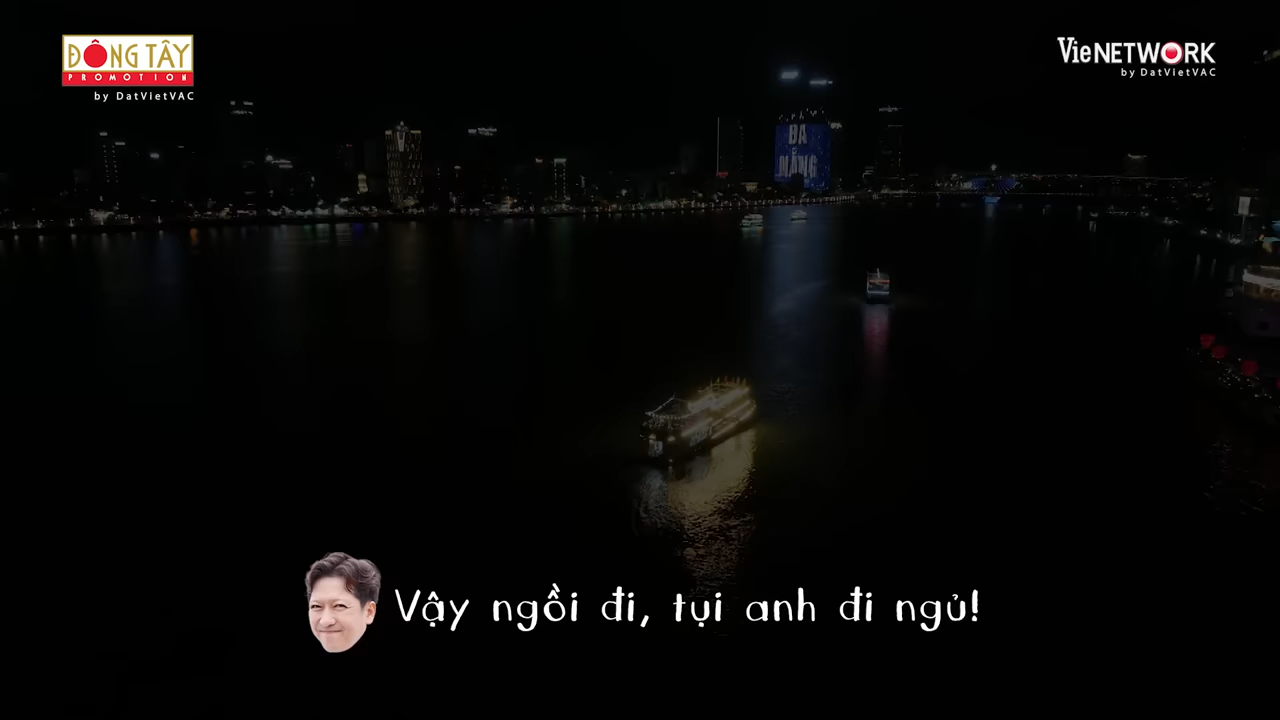 ĐÔNG TÂY
PROMOTION
by DatVietVAC
VieNETWORK
by DatVietVAC
ĐÀ
NẴNG
Vậy ngồi đi, tụi anh đi ngủ!